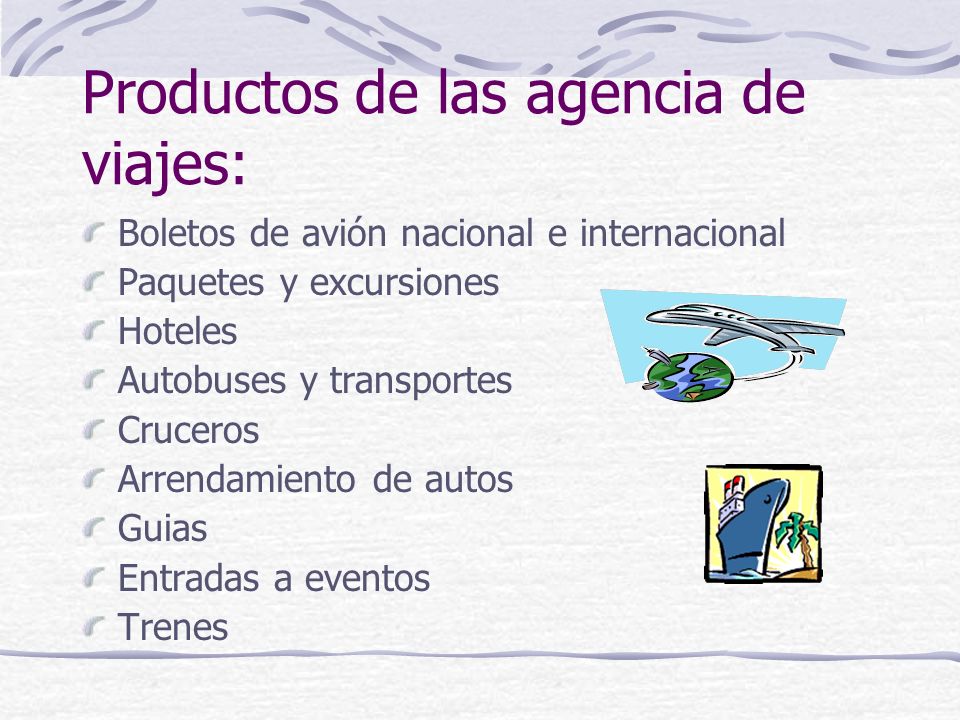 Productos de las agencia de
viajes:
Boletos de avión nacional e internacional
Paquetes y excursiones
Hoteles
Autobuses y transportes
Cruceros
Arrendamiento de autos
Guias
Entradas a eventos
Trenes